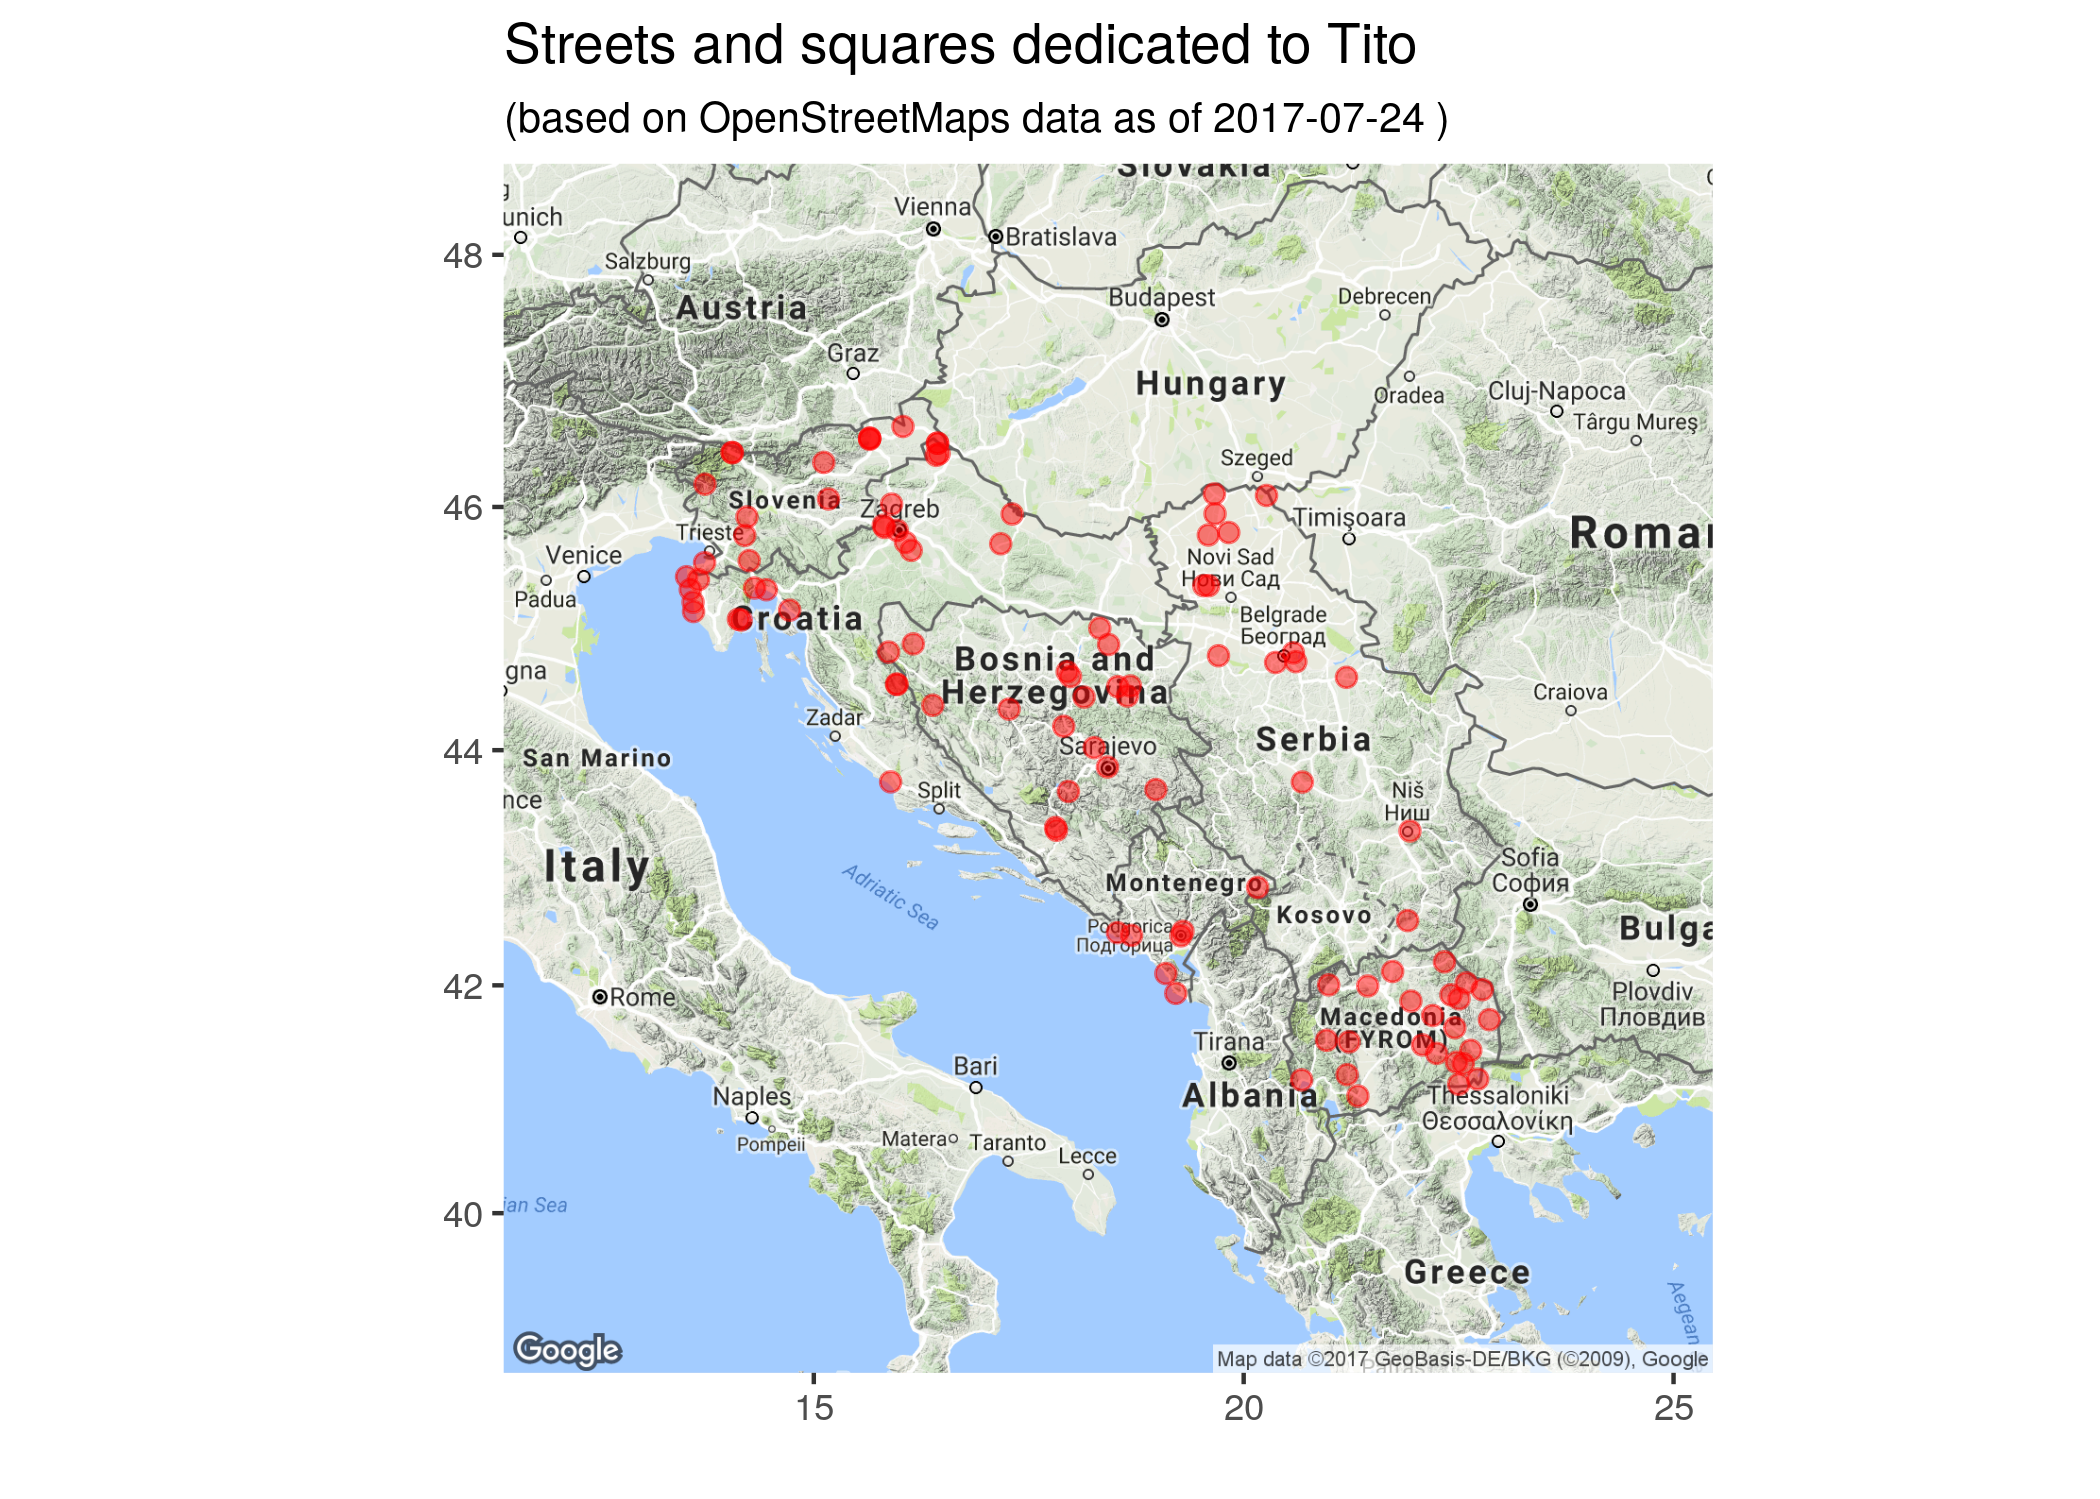 Streets and squares dedicated to Tito
(based on OpenStreetMaps data as of 2017-07-24 )
Slovakia
unich
Vienna
Bratislava
48
Salzburg
Austria
Budapest
Debrecen
Graz
Hungary
Oradea
Cluj-Napoca
Târgu Mureș
Szeged
46
Slovenia
Zagreb
Timișoara
Trieste
Romar
Venice
Padua
Novi Sad
Нови Сад
Croatia
Belgrade
Београд
Bosnia and
Herzegovina
gna
Craiova
Zadar
44
San Marino
Sarajevo
Serbia
nce
Split
Niš
Ниш
Italy
Adriatic Sea
Sofia
София
Montenegro
Kosovo
Podgorica
Подгорица
Bulga
42
Rome
Plovdiv
Пловдив
Macedonia
(FYROM)
Tirana
Bari
Albania
Naples
Thessaloniki
Θεσσαλονίκη
Pompeii
Matera
Taranto
Lecce
40
ian Sea
Greece
Aegean
Google
Map data ©2017 GeoBasis-DE/BKG (©2009), Google
15
20
25